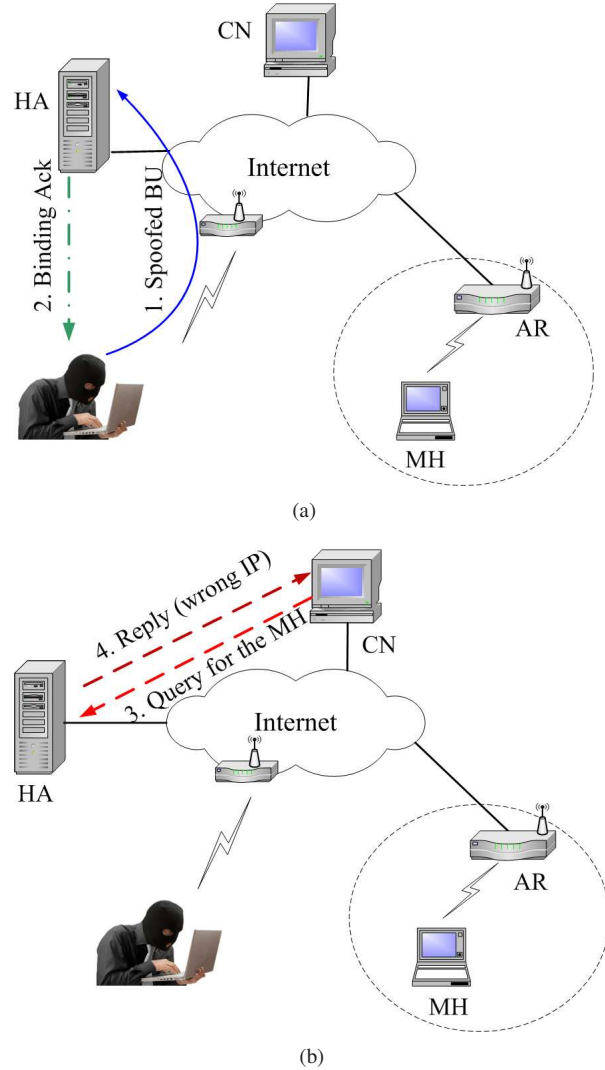 CN
HA
Internet
1. Spoofed BU
2. Binding Ack
AR
MH
(a)
4. Reply (wrong IP)
3. Query for the MH
CN
Internet
HA
AR
MH
(b)